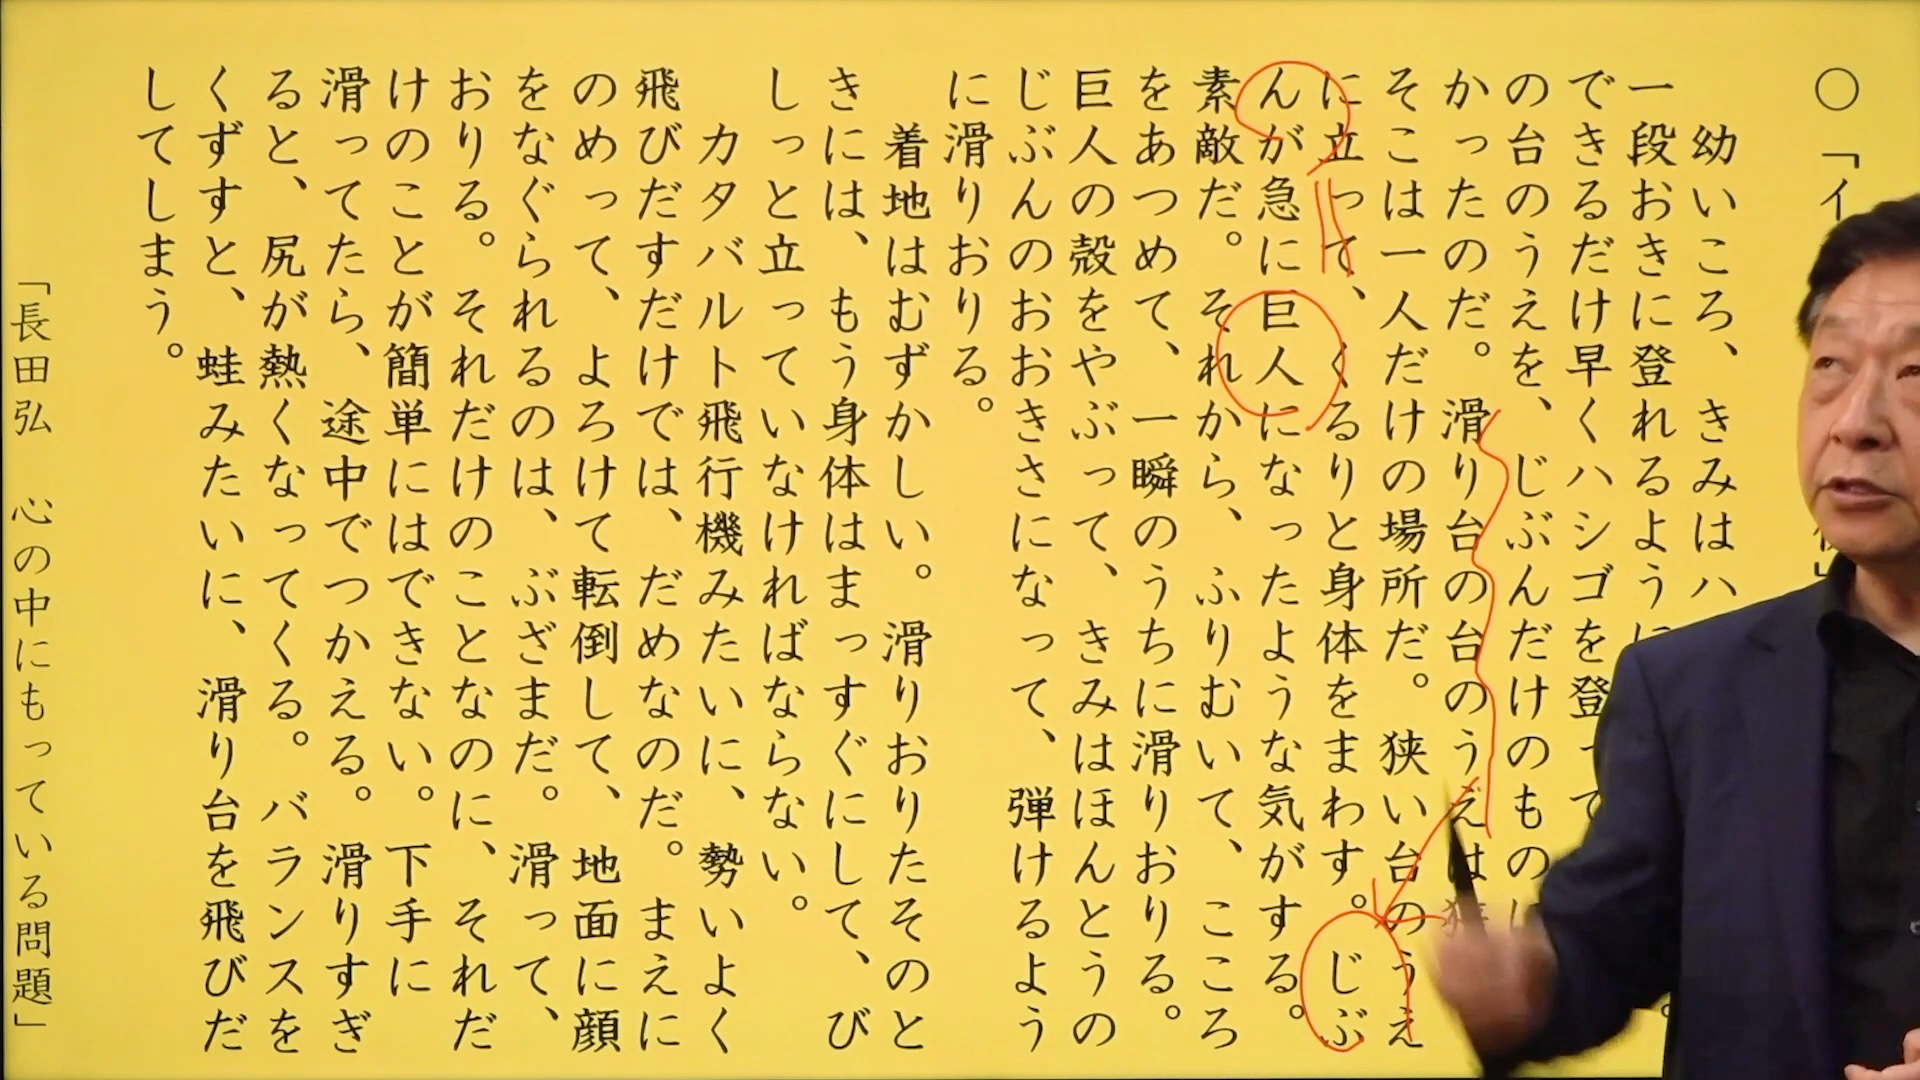 ○「イ
幼いころ、きみはハ
一段おきに登れるように
できるだけ早くハシゴを登って
の台のうえを、じぶんだけのもの
かったのだ。滑り台の台のうえは
そこは一人だけの場所だ。狭い台のうえ
に立って、くるりと身体をまわす。じぶ
んが急に巨人になったような気がする。
素敵だ。それから、ふりむいて、こころ
をあつめて、一瞬のうちに滑りおりる。
巨人の殻をやぶって、きみはほんとうの
じぶんのおおきさになって、弾けるよう
に滑りおりる。
着地はむずかしい。滑りおりたそのと
きには、もう身体はまっすぐにして、び
しっと立っていなければならない。
カタバルト飛行機みたいに、勢いよく
飛びだすだけでは、だめなのだ。まえに
のめって、よろけて転倒して、地面に顔
をなぐられるのは、ぶざまだ。滑って、
おりる。それだけのことなのに、それだ
けのことが簡単にはできない。下手に
滑ってたら、途中でつかえる。滑りすぎ
ると、尻が熱くなってくる。バランスを
くずすと、蛙みたいに、滑り台を飛びだ
してしまう。
「長田弘　心の中にもっている問題」